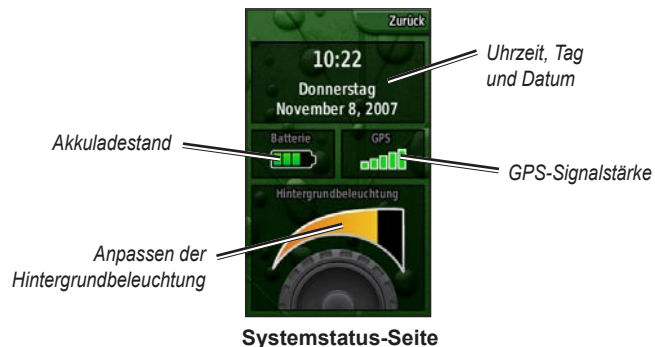 Zurück
10:22
Donnerstag
November 8, 2007
Uhrzeit, Tag
und Datum
Batterie
GPS
Akkuladestand
GPS-Signalstärke
Hintergrundbeleuchtung
Anpassen der
Hintergrundbeleuchtung
Systemstatus-Seite